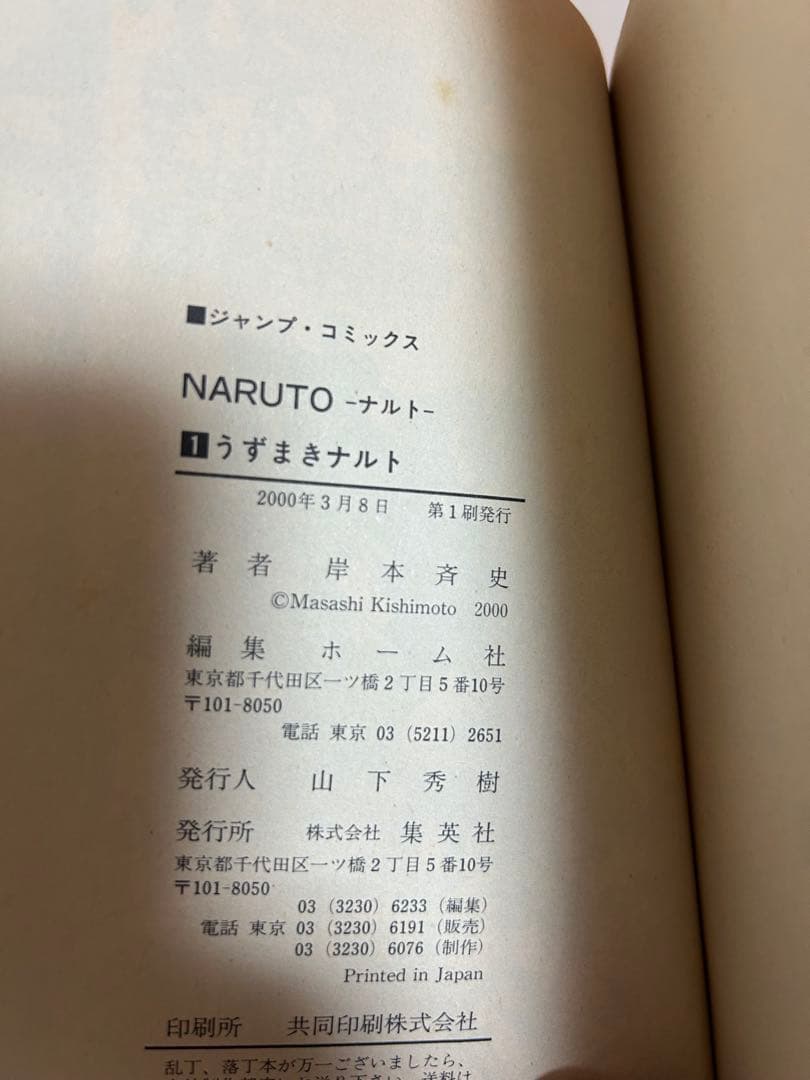 ■ジャンプ・コミックス
NARUTO -ナルト-
1 うずまきナルト
2000年3月8日 第1刷発行
著者 岸本斉史
©Masashi Kishimoto 2000
編集 ホーム社
東京都千代田区一ツ橋2丁目5番10号
〒101-8050
電話 東京 03 (5211) 2651
発行人 山下秀樹
発行所 株式会社 集英社
東京都千代田区一ツ橋2丁目5番10号
〒101-8050
03 (3230) 6233 (編集)
電話 東京 03 (3230) 6191 (販売)
03 (3230) 6076 (制作)
Printed in Japan
印刷所 共同印刷株式会社
乱丁、落丁本が万一ございましたら、